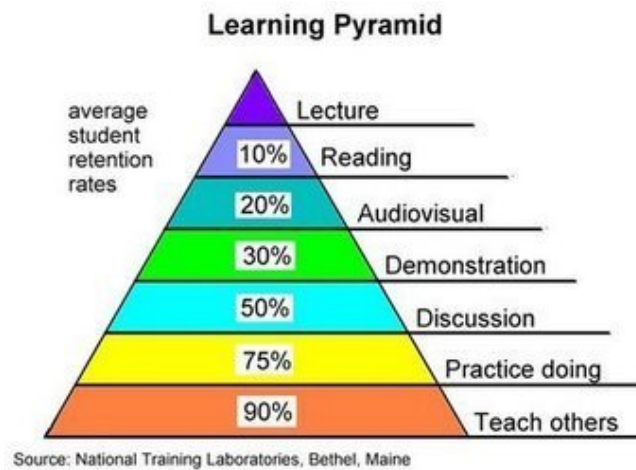 Learning Pyramid
average
student
retention
rates
Lecture
10% Reading
20% Audiovisual
30% Demonstration
50% Discussion
75% Practice doing
90% Teach others
Source: National Training Laboratories, Bethel, Maine